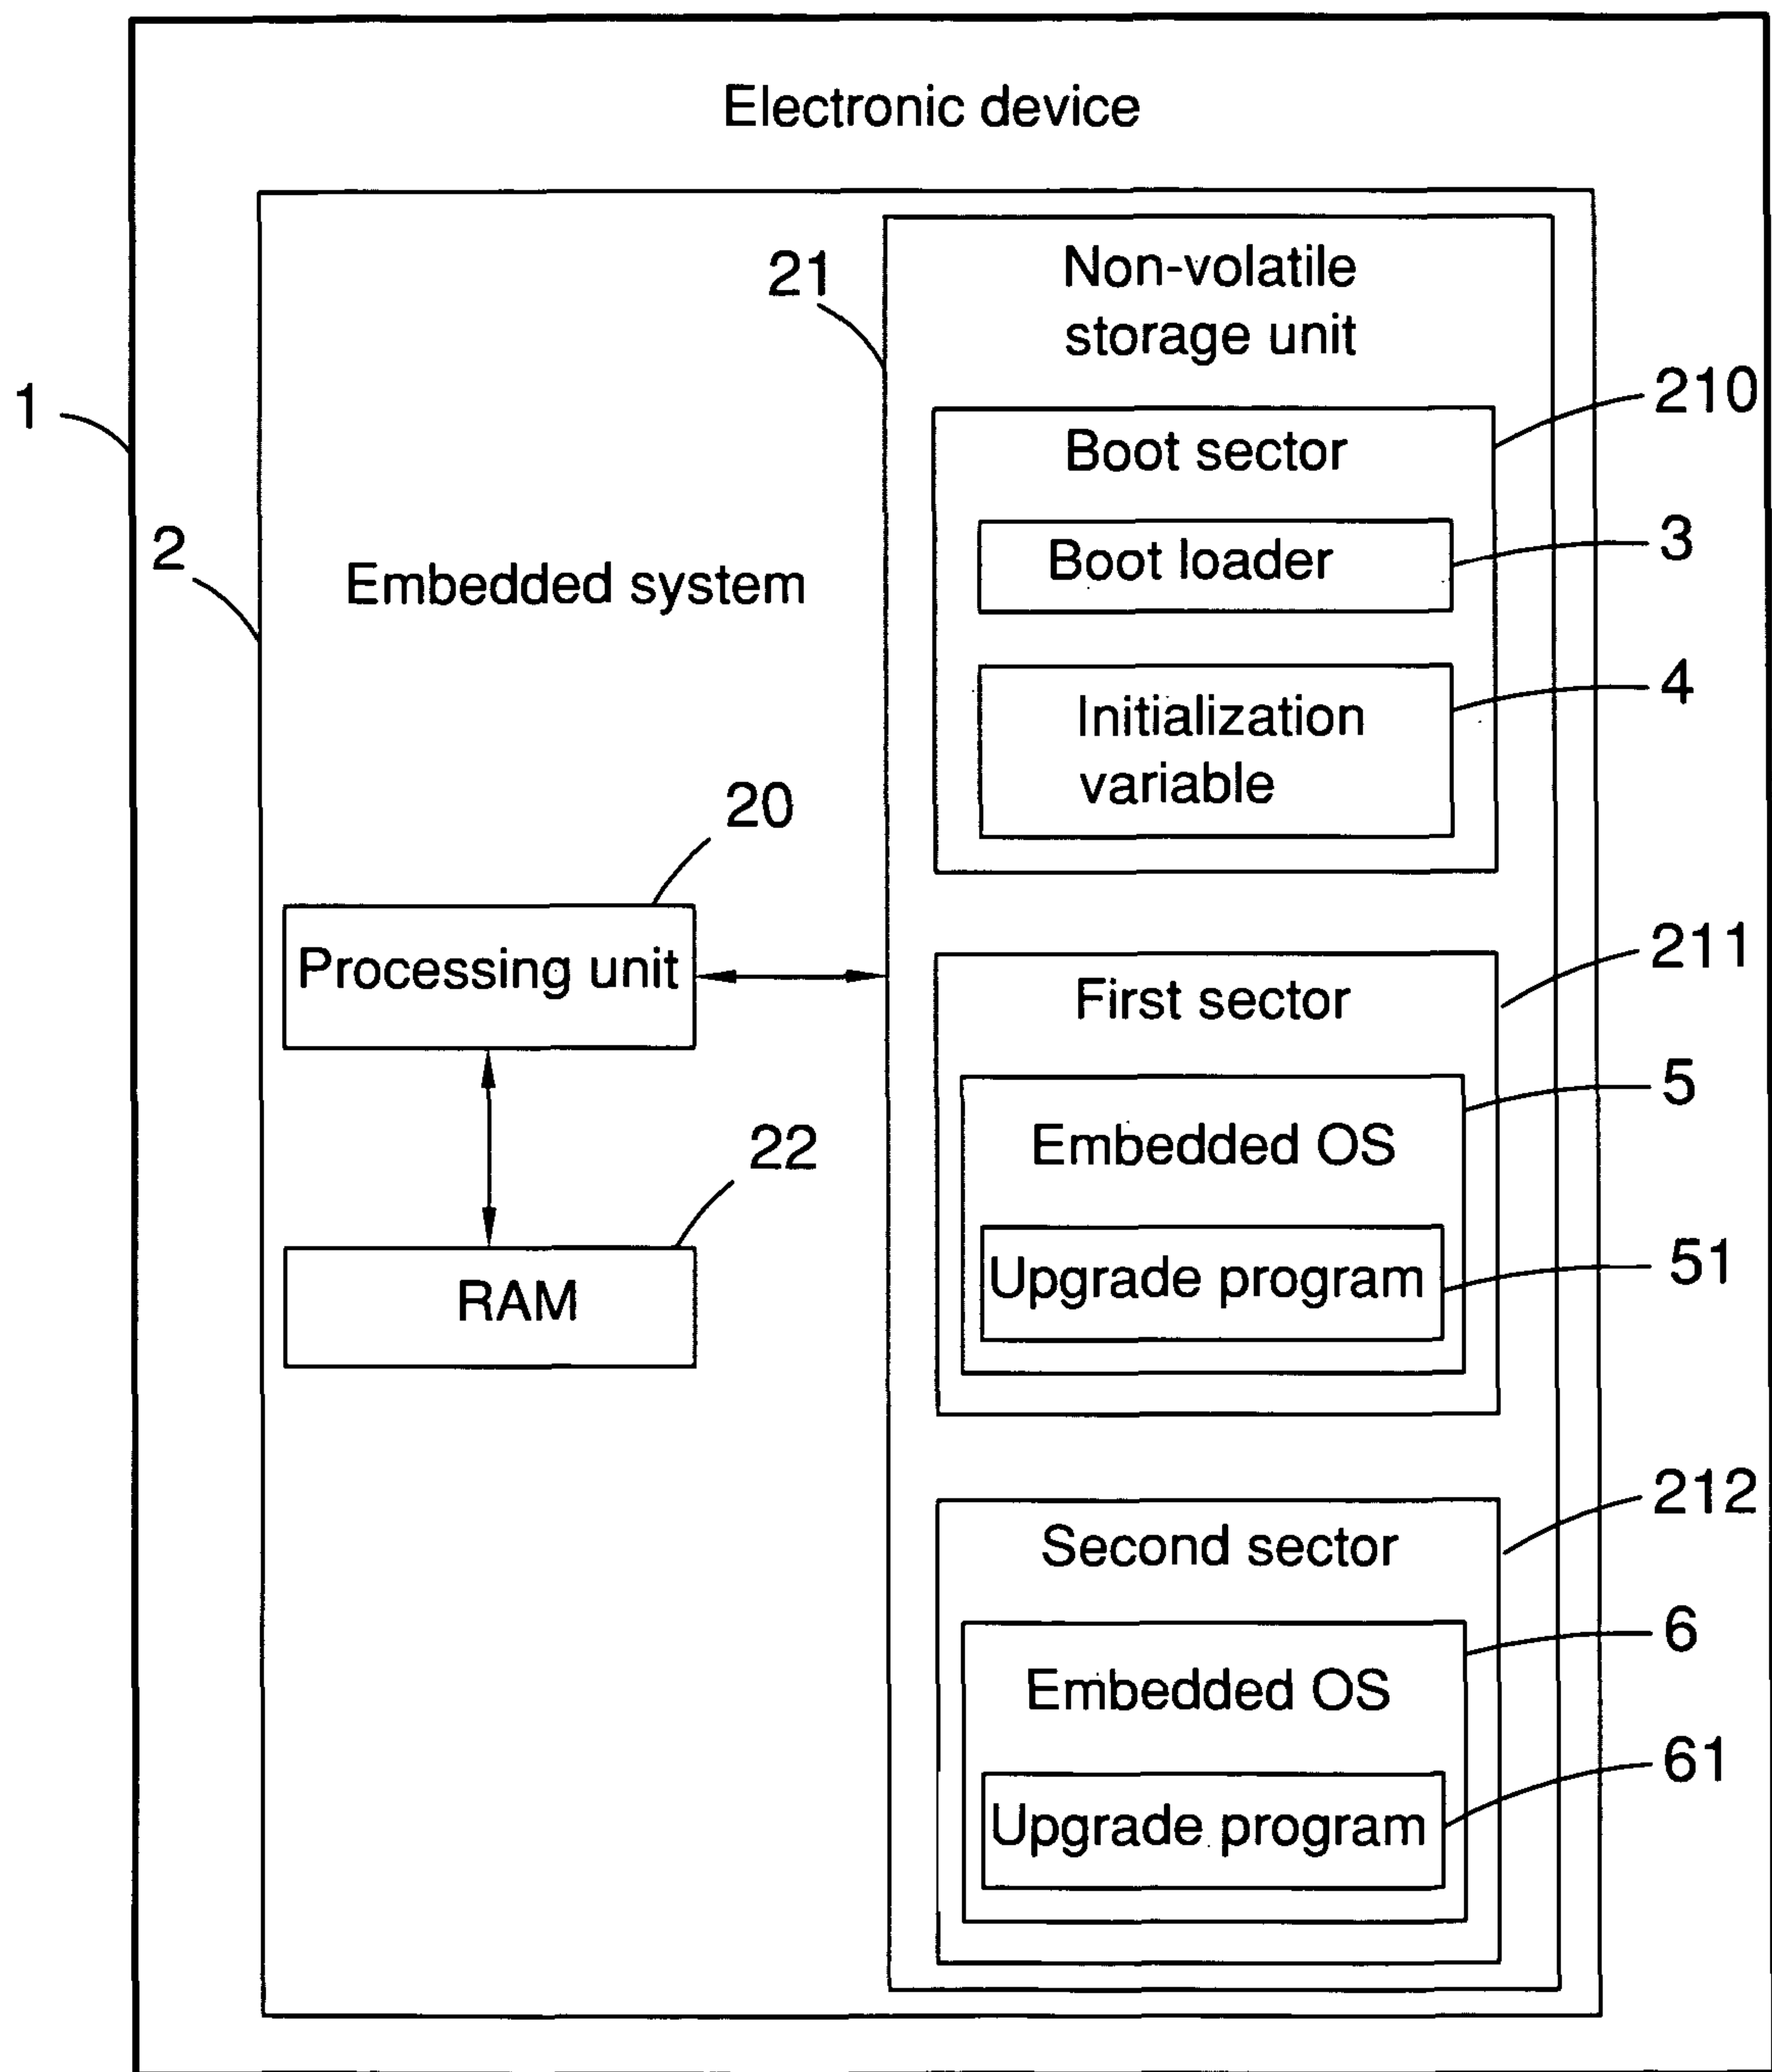 Electronic device
21
Non-volatile
storage unit
1
210
Boot sector
2
Embedded system
Boot loader
3
Initialization
variable
4
20
Processing unit
211
First sector
5
Embedded OS
22
RAM
Upgrade program
51
212
Second sector
6
Embedded OS
61
Upgrade program